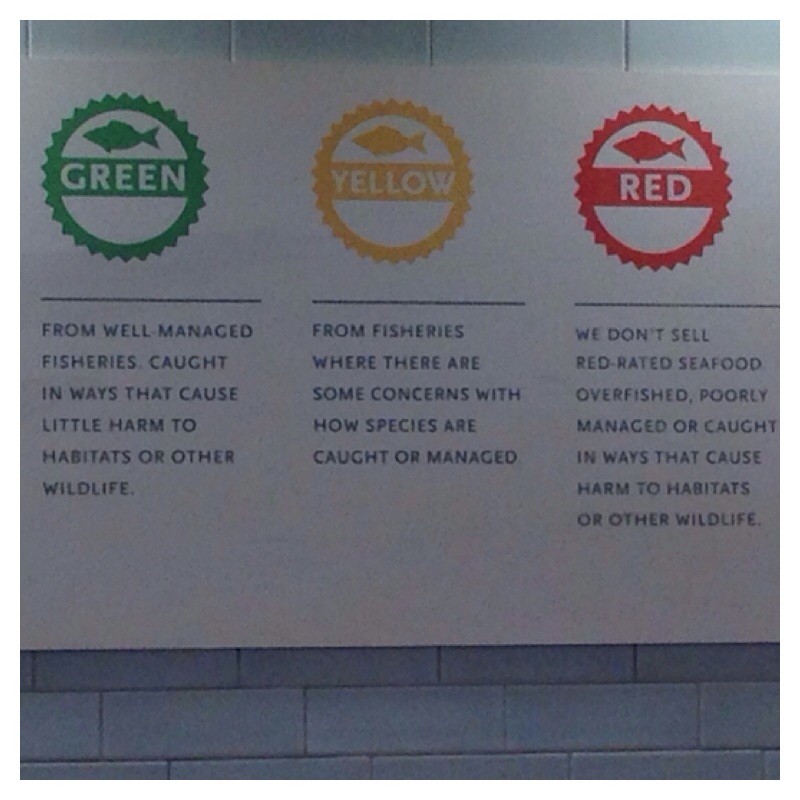 GREEN
FROM WELL-MANAGED
FISHERIES. CAUGHT
IN WAYS THAT CAUSE
LITTLE HARM TO
HABITATS OR OTHER
WILDLIFE.
YELLOW
FROM FISHERIES
WHERE THERE ARE
SOME CONCERNS WITH
HOW SPECIES ARE
CAUGHT OR MANAGED.
RED
WE DON'T SELL
RED-RATED SEAFOOD.
OVERFISHED, POORLY
MANAGED OR CAUGHT
IN WAYS THAT CAUSE
HARM TO HABITATS
OR OTHER WILDLIFE.